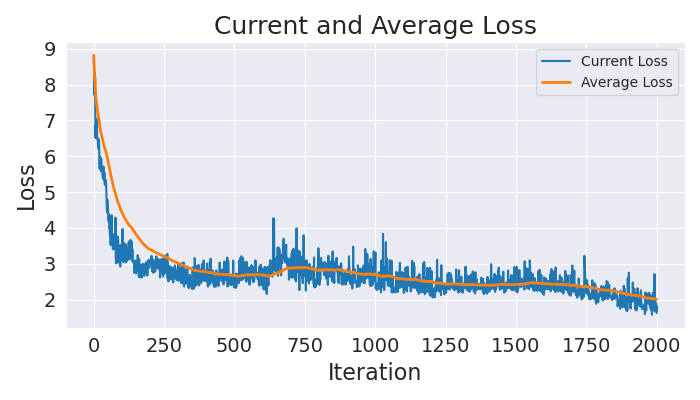 Current and Average Loss
Current Loss
Average Loss
9
8
7
6
5
4
3
2
Loss
0 250 500 750 1000 1250 1500 1750 2000
Iteration